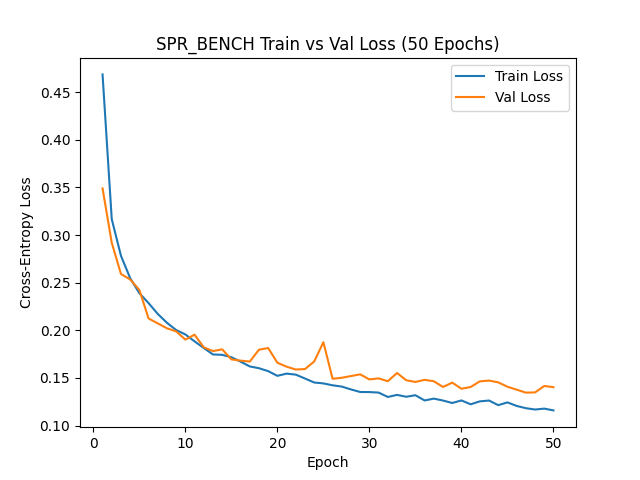 SPR_BENCH Train vs Val Loss (50 Epochs)
Train Loss
Val Loss
Cross-Entropy Loss
0.45
0.40
0.35
0.30
0.25
0.20
0.15
0.10
0 10 20 30 40 50
Epoch